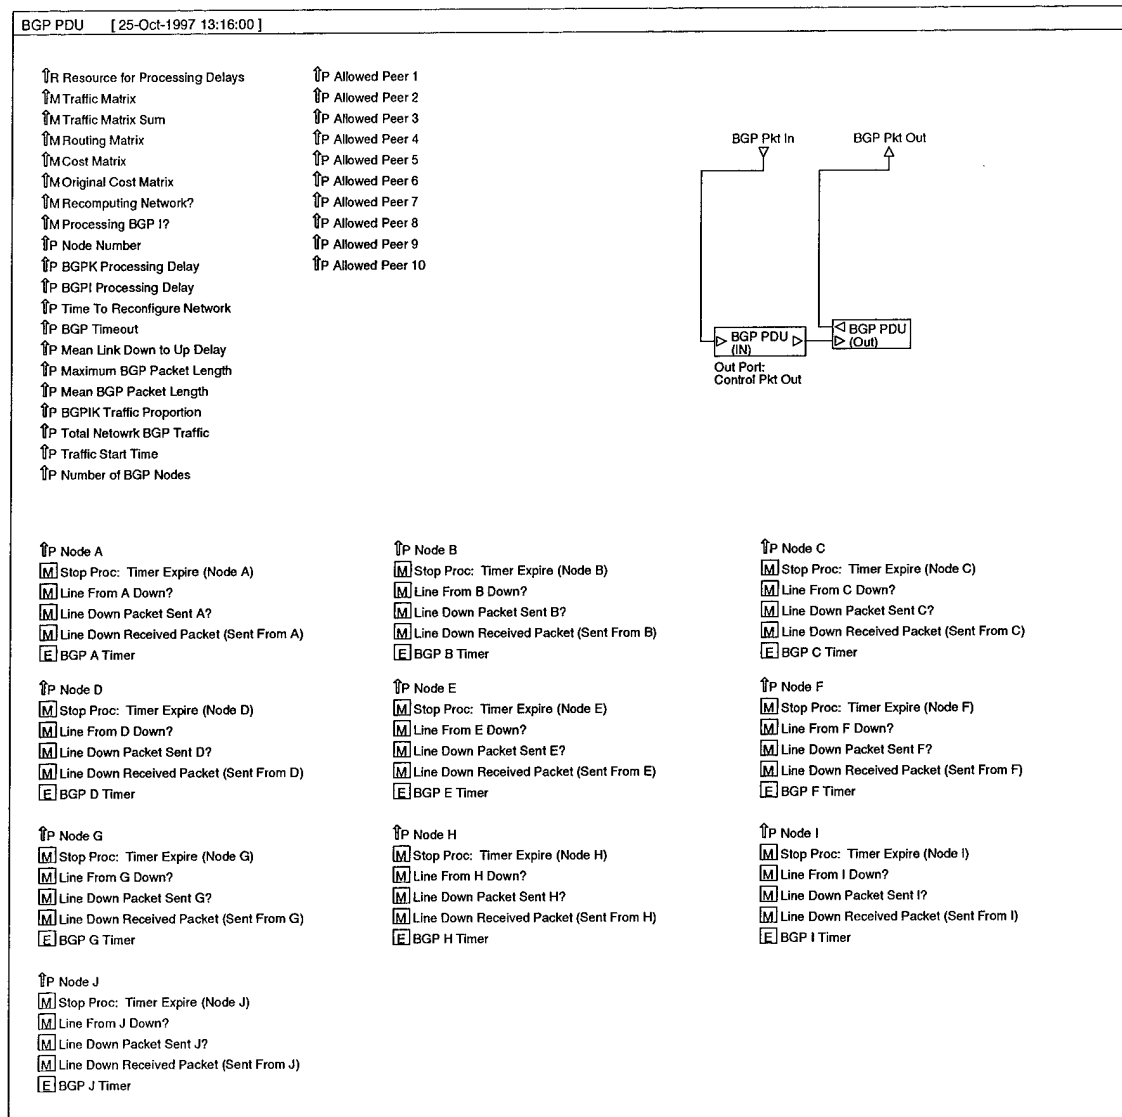 BGP PDU [ 25-Oct-1997 13:16:00 ]
⇑R Resource for Processing Delays
⇑M Traffic Matrix
⇑M Traffic Matrix Sum
⇑M Routing Matrix
⇑M Cost Matrix
⇑M Original Cost Matrix
⇑M Recomputing Network?
⇑M Processing BGP I?
⇑P Node Number
⇑P BGPK Processing Delay
⇑P BGPI Processing Delay
⇑P Time To Reconfigure Network
⇑P BGP Timeout
⇑P Mean Link Down to Up Delay
⇑P Maximum BGP Packet Length
⇑P Mean BGP Packet Length
⇑P BGPIK Traffic Proportion
⇑P Total Netowrk BGP Traffic
⇑P Traffic Start Time
⇑P Number of BGP Nodes
⇑P Allowed Peer 1
⇑P Allowed Peer 2
⇑P Allowed Peer 3
⇑P Allowed Peer 4
⇑P Allowed Peer 5
⇑P Allowed Peer 6
⇑P Allowed Peer 7
⇑P Allowed Peer 8
⇑P Allowed Peer 9
⇑P Allowed Peer 10
BGP Pkt In
BGP Pkt Out
BGP PDU
(IN)
BGP PDU
(Out)
Out Port:
Control Pkt Out
⇑P Node A
M Stop Proc: Timer Expire (Node A)
M Line From A Down?
M Line Down Packet Sent A?
M Line Down Received Packet (Sent From A)
E BGP A Timer
⇑P Node B
M Stop Proc: Timer Expire (Node B)
M Line From B Down?
M Line Down Packet Sent B?
M Line Down Received Packet (Sent From B)
E BGP B Timer
⇑P Node C
M Stop Proc: Timer Expire (Node C)
M Line From C Down?
M Line Down Packet Sent C?
M Line Down Received Packet (Sent From C)
E BGP C Timer
⇑P Node D
M Stop Proc: Timer Expire (Node D)
M Line From D Down?
M Line Down Packet Sent D?
M Line Down Received Packet (Sent From D)
E BGP D Timer
⇑P Node E
M Stop Proc: Timer Expire (Node E)
M Line From E Down?
M Line Down Packet Sent E?
M Line Down Received Packet (Sent From E)
E BGP E Timer
⇑P Node F
M Stop Proc: Timer Expire (Node F)
M Line From F Down?
M Line Down Packet Sent F?
M Line Down Received Packet (Sent From F)
E BGP F Timer
⇑P Node G
M Stop Proc: Timer Expire (Node G)
M Line From G Down?
M Line Down Packet Sent G?
M Line Down Received Packet (Sent From G)
E BGP G Timer
⇑P Node H
M Stop Proc: Timer Expire (Node H)
M Line From H Down?
M Line Down Packet Sent H?
M Line Down Received Packet (Sent From H)
E BGP H Timer
⇑P Node I
M Stop Proc: Timer Expire (Node I)
M Line From I Down?
M Line Down Packet Sent I?
M Line Down Received Packet (Sent From I)
E BGP I Timer
⇑P Node J
M Stop Proc: Timer Expire (Node J)
M Line From J Down?
M Line Down Packet Sent J?
M Line Down Received Packet (Sent From J)
E BGP J Timer